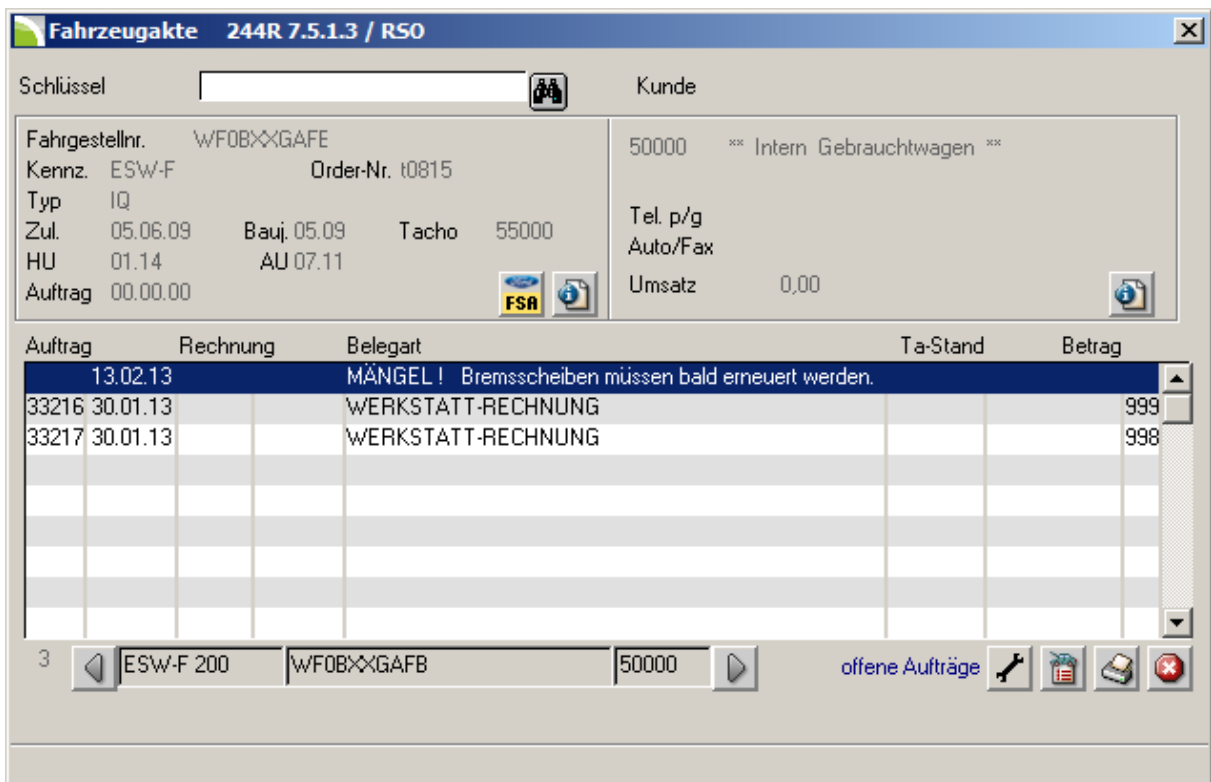 Fahrzeugakte 244R 7.5.1.3 / RSO
Schlüssel Kunde
Fahrgestellnr. WF0BXXGAFE
Kennz. ESW-F Order-Nr. t0815
Typ IQ
Zul. 05.06.09 Bauj. 05.09 Tacho 55000
HU 01.14 AU 07.11
Auftrag 00.00.00
FSA
50000 ** Intern Gebrauchtwagen **
Tel. p/g
Auto/Fax
Umsatz 0,00
Auftrag Rechnung Belegart Ta-Stand Betrag
13.02.13 MÄNGEL ! Bremsscheiben müssen bald erneuert werden.
33216 30.01.13 WERKSTATT-RECHNUNG 999
33217 30.01.13 WERKSTATT-RECHNUNG 998
3 ESW-F 200 WF0BXXGAFB 50000 offene Aufträge